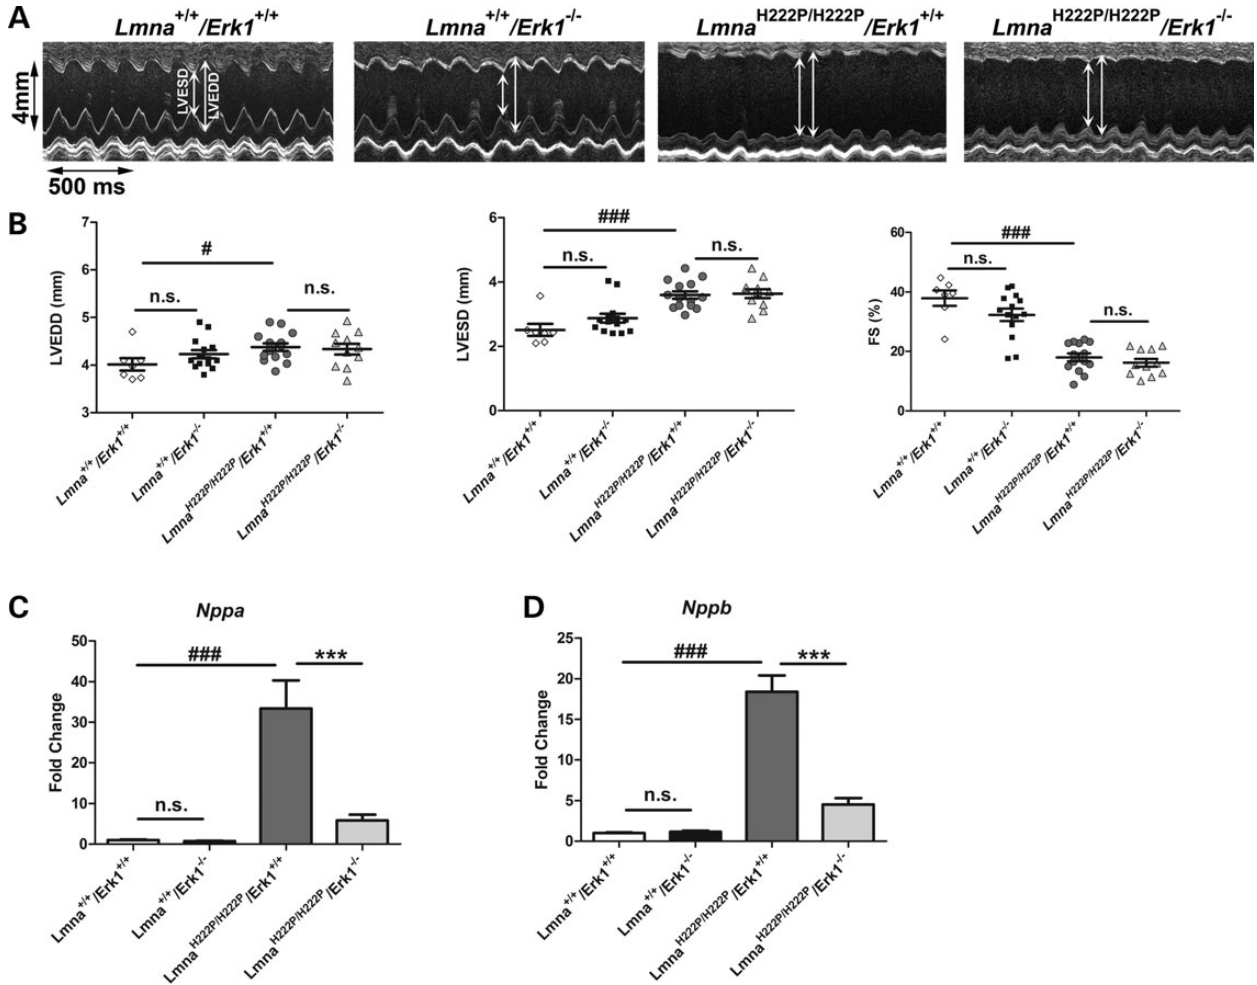 A
Lmna+/+/Erk1+/+
Lmna+/+/Erk1-/-
LmnaH222P/H222P/Erk1+/+
LmnaH222P/H222P/Erk1-/-
4mm
LVESD
LVEDD
500 ms
B
LVEDD (mm)
7
6
5
4
3
#
n.s.
n.s.
Lmna+/+/Erk1+/+
Lmna+/+/Erk1-/-
LmnaH222P/H222P/Erk1+/+
LmnaH222P/H222P/Erk1-/-
LVESD (mm)
6
4
2
0
###
n.s.
n.s.
Lmna+/+/Erk1+/+
Lmna+/+/Erk1-/-
LmnaH222P/H222P/Erk1+/+
LmnaH222P/H222P/Erk1-/-
FS (%)
60
40
20
0
###
n.s.
n.s.
Lmna+/+/Erk1+/+
Lmna+/+/Erk1-/-
LmnaH222P/H222P/Erk1+/+
LmnaH222P/H222P/Erk1-/-
C
Nppa
Fold Change
50
40
30
20
10
0
###
***
n.s.
Lmna+/+/Erk1+/+
Lmna+/+/Erk1-/-
LmnaH222P/H222P/Erk1+/+
LmnaH222P/H222P/Erk1-/-
D
Nppb
Fold Change
25
20
15
10
5
0
###
***
n.s.
Lmna+/+/Erk1+/+
Lmna+/+/Erk1-/-
LmnaH222P/H222P/Erk1+/+
LmnaH222P/H222P/Erk1-/-